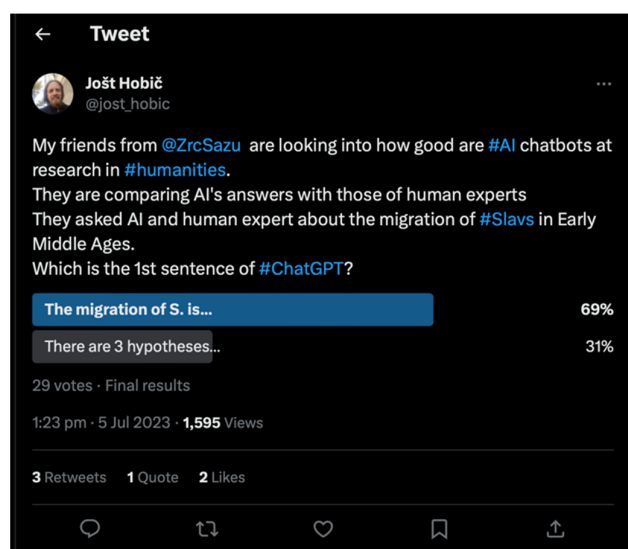 Tweet
Jošt Hobič
@jost_hobic
My friends from @ZrcSazu are looking into how good are #AI chatbots at
research in #humanities.
They are comparing AI's answers with those of human experts
They asked AI and human expert about the migration of #Slavs in Early
Middle Ages.
Which is the 1st sentence of #ChatGPT?
The migration of S. is... 69%
There are 3 hypotheses... 31%
29 votes · Final results
1:23 pm · 5 Jul 2023 · 1,595 Views
3 Retweets 1 Quote 2 Likes